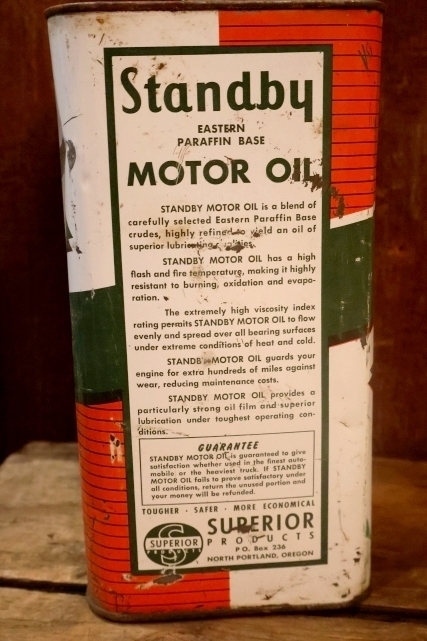 Standby
EASTERN
PARAFFIN BASE
MOTOR OIL
STANDBY MOTOR OIL is a blend of
carefully selected Eastern Paraffin Base
crudes, highly refined to yield an oil of
superior lubricating qualities.
STANDBY MOTOR OIL has a high
flash and fire temperature, making it highly
resistant to burning, oxidation and evapo-
ration.
The extremely high viscosity index
rating permits STANDBY MOTOR OIL to flow
evenly and spread over all bearing surfaces
under extreme conditions of heat and cold.
STANDBY MOTOR OIL guards your
engine for extra hundreds of miles against
wear, reducing maintenance costs.
STANDBY MOTOR OIL provides a
particularly strong oil film and superior
lubrication under toughest operating con-
ditions.
GUARANTEE
STANDBY MOTOR OIL is guaranteed to give
satisfaction whether used in the finest auto-
mobile or the heaviest truck. If STANDBY
MOTOR OIL fails to prove satisfactory under
all conditions, return the unused portion and
your money will be refunded.
TOUGHER · SAFER · MORE ECONOMICAL
SUPERIOR
PRODUCTS
SUPERIOR
PRODUCTS
P.O. Box 236
NORTH PORTLAND, OREGON